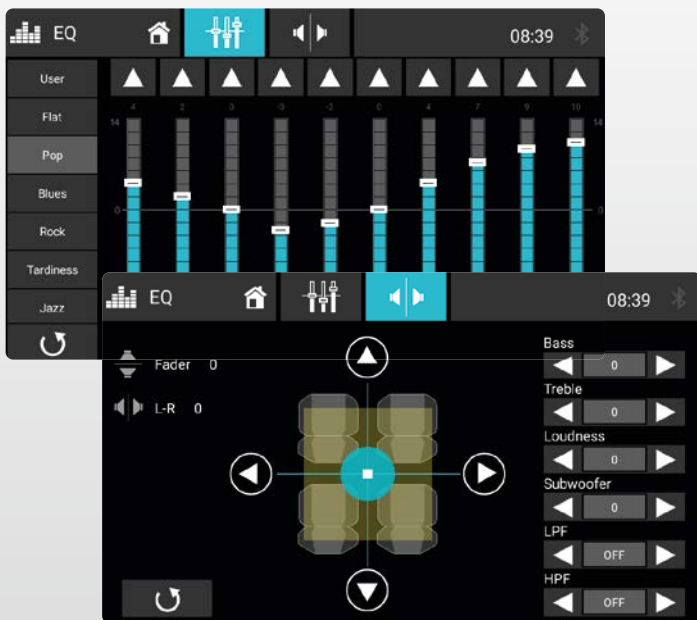 EQ
08:39
User
Flat
Pop
Blues
Rock
Tardiness
Jazz
4 2 0 -3 -2 0 4 7 9 10
14 14
0 0
EQ
08:39
Fader 0
L-R 0
Bass
0
Treble
0
Loudness
0
Subwoofer
0
LPF
OFF
HPF
OFF